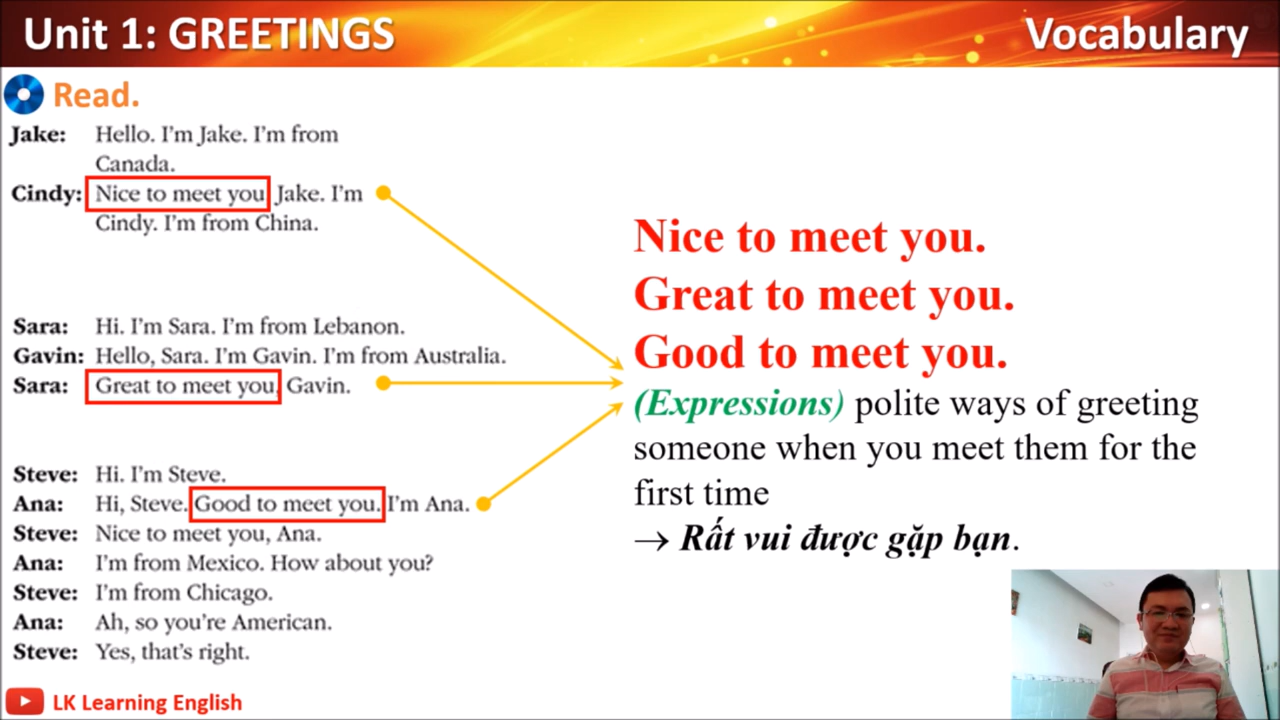 Unit 1: GREETINGS
Vocabulary
Read.
Jake: Hello. I'm Jake. I'm from
Canada.
Cindy: Nice to meet you, Jake. I'm
Cindy. I'm from China.
Sara: Hi. I'm Sara. I'm from Lebanon.
Gavin: Hello, Sara. I'm Gavin. I'm from Australia.
Sara: Great to meet you, Gavin.
Steve: Hi. I'm Steve.
Ana: Hi, Steve. Good to meet you. I'm Ana.
Steve: Nice to meet you, Ana.
Ana: I'm from Mexico. How about you?
Steve: I'm from Chicago.
Ana: Ah, so you're American.
Steve: Yes, that's right.
Nice to meet you.
Great to meet you.
Good to meet you.
(Expressions) polite ways of greeting
someone when you meet them for the
first time
→ Rất vui được gặp bạn.
LK Learning English